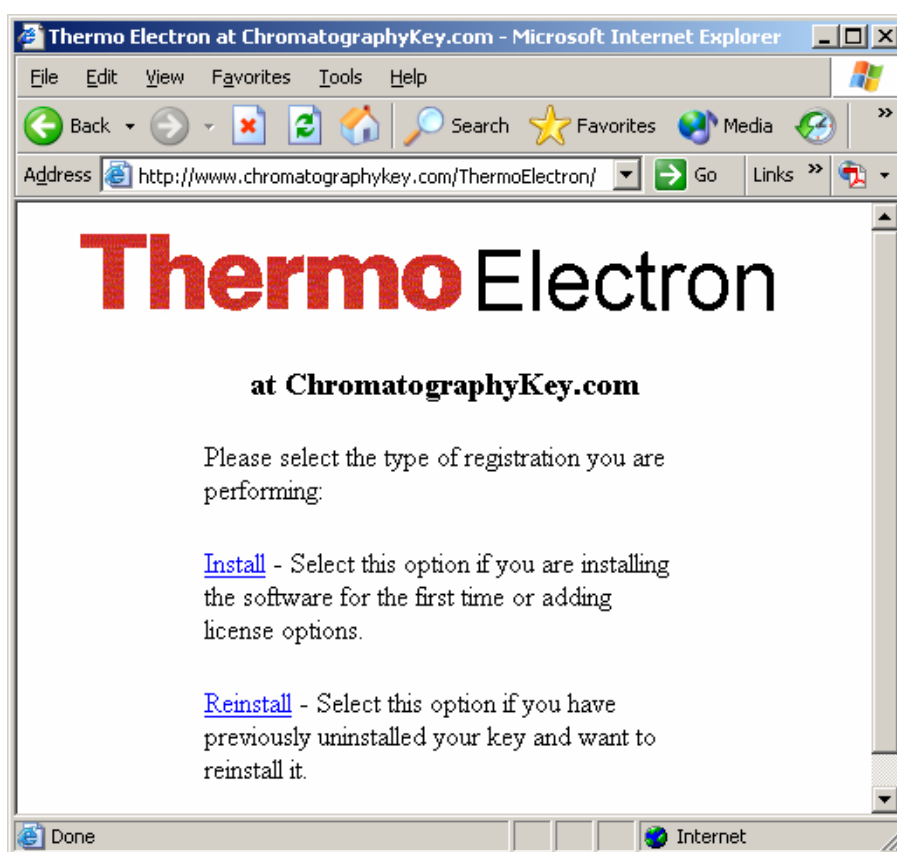 Thermo Electron at ChromatographyKey.com - Microsoft Internet Explorer
File Edit View Favorites Tools Help
Back Search Favorites Media »
Address http://www.chromatographykey.com/ThermoElectron/ Go Links »
Thermo Electron
at ChromatographyKey.com
Please select the type of registration you are
performing:
Install - Select this option if you are installing
the software for the first time or adding
license options.
Reinstall - Select this option if you have
previously uninstalled your key and want to
reinstall it.
Done Internet